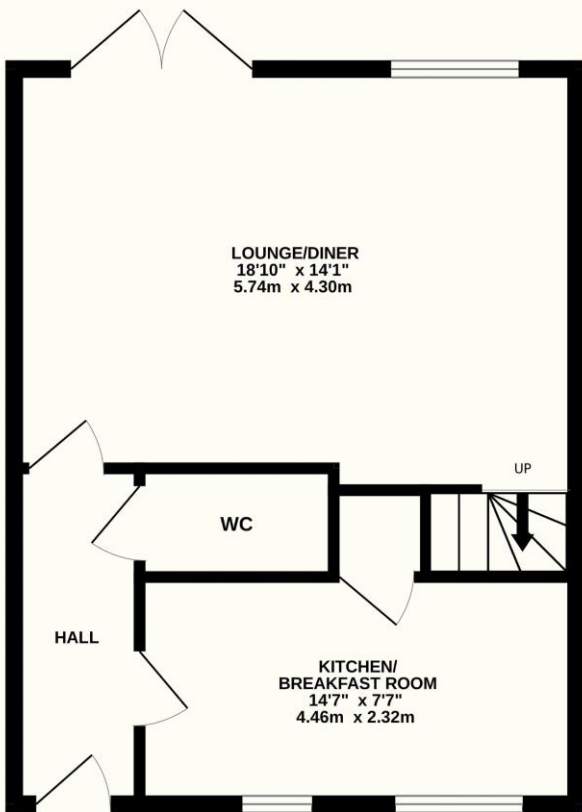 LOUNGE/DINER
18'10" x 14'1"
5.74m x 4.30m
UP
WC
HALL
KITCHEN/
BREAKFAST ROOM
14'7" x 7'7"
4.46m x 2.32m